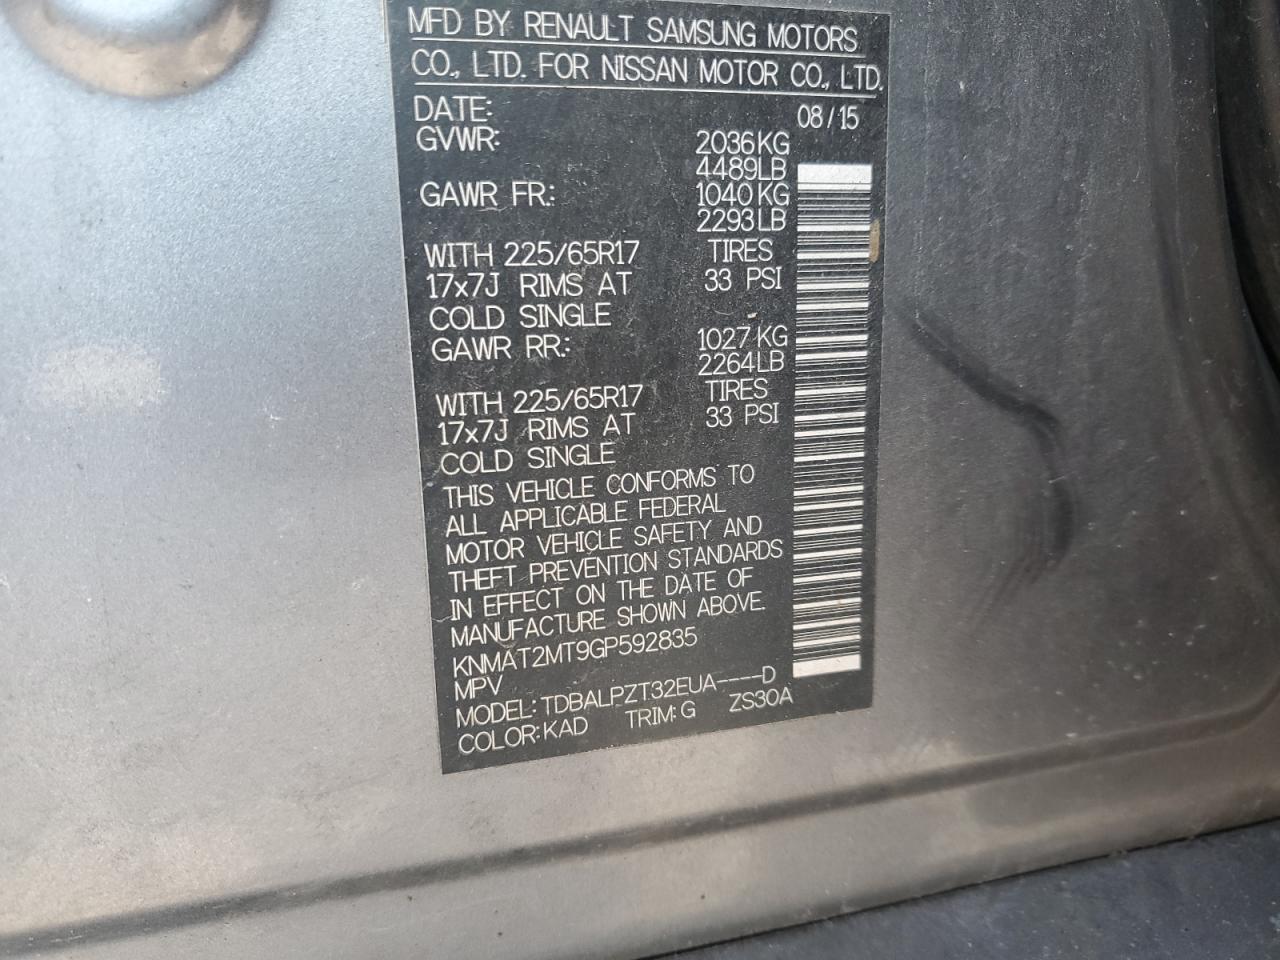 MFD BY RENAULT SAMSUNG MOTORS
CO., LTD. FOR NISSAN MOTOR CO., LTD.
DATE: 08/15
GVWR: 2036KG
4489LB
GAWR FR.: 1040KG
2293LB
WITH 225/65R17 TIRES
17x7J RIMS AT 33 PSI
COLD SINGLE
GAWR RR.: 1027KG
2264LB
WITH 225/65R17 TIRES
17x7J RIMS AT 33 PSI
COLD SINGLE
THIS VEHICLE CONFORMS TO
ALL APPLICABLE FEDERAL
MOTOR VEHICLE SAFETY AND
THEFT PREVENTION STANDARDS
IN EFFECT ON THE DATE OF
MANUFACTURE SHOWN ABOVE.
KNMAT2MT9GP592835
MPV
MODEL: TDBALPZT32EUA----D
COLOR: KAD TRIM: G ZS30A